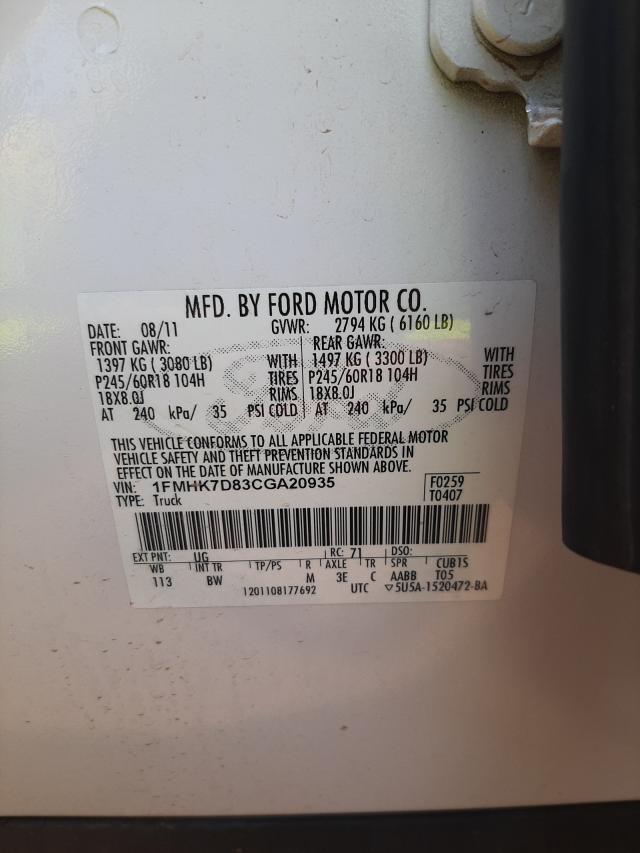 MFD. BY FORD MOTOR CO.
DATE: 08/11 GVWR: 2794 KG ( 6160 LB)
FRONT GAWR: REAR GAWR:
1397 KG ( 3080 LB) WITH 1497 KG ( 3300 LB) WITH
P245/60R18 104H TIRES P245/60R18 104H TIRES
18X8.0J RIMS 18X8.0J RIMS
AT 240 kPa/ 35 PSI COLD AT 240 kPa/ 35 PSI COLD
THIS VEHICLE CONFORMS TO ALL APPLICABLE FEDERAL MOTOR
VEHICLE SAFETY AND THEFT PREVENTION STANDARDS IN
EFFECT ON THE DATE OF MANUFACTURE SHOWN ABOVE.
VIN: 1FMHK7D83CGA20935 F0259
TYPE: Truck T0407
EXT PNT: UG RC: 71 DSO:
WB INT TR TP/PS R AXLE TR SPR CUB1S
113 BW M 3E C AABB T05
1201108177692 UTC ▽5U5A-1520472-BA